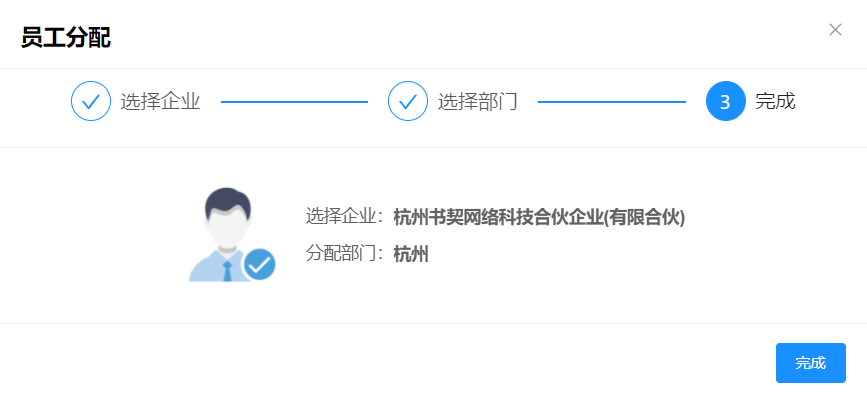 员工分配
选择企业
选择部门
3 完成
选择企业：杭州书契网络科技合伙企业(有限合伙)
分配部门：杭州
完成